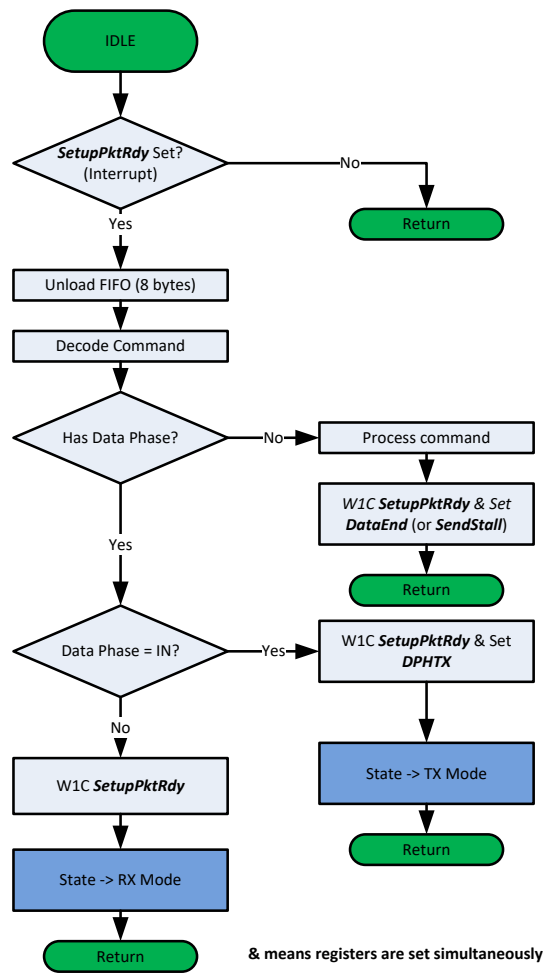 IDLE
SetupPktRdy Set?
(Interrupt)
No
Return
Yes
Unload FIFO (8 bytes)
Decode Command
Has Data Phase?
No
Process command
W1C SetupPktRdy & Set
DataEnd (or SendStall)
Return
Yes
Data Phase = IN?
Yes
W1C SetupPktRdy & Set
DPHTX
No
W1C SetupPktRdy
State -> TX Mode
Return
State -> RX Mode
Return
& means registers are set simultaneously